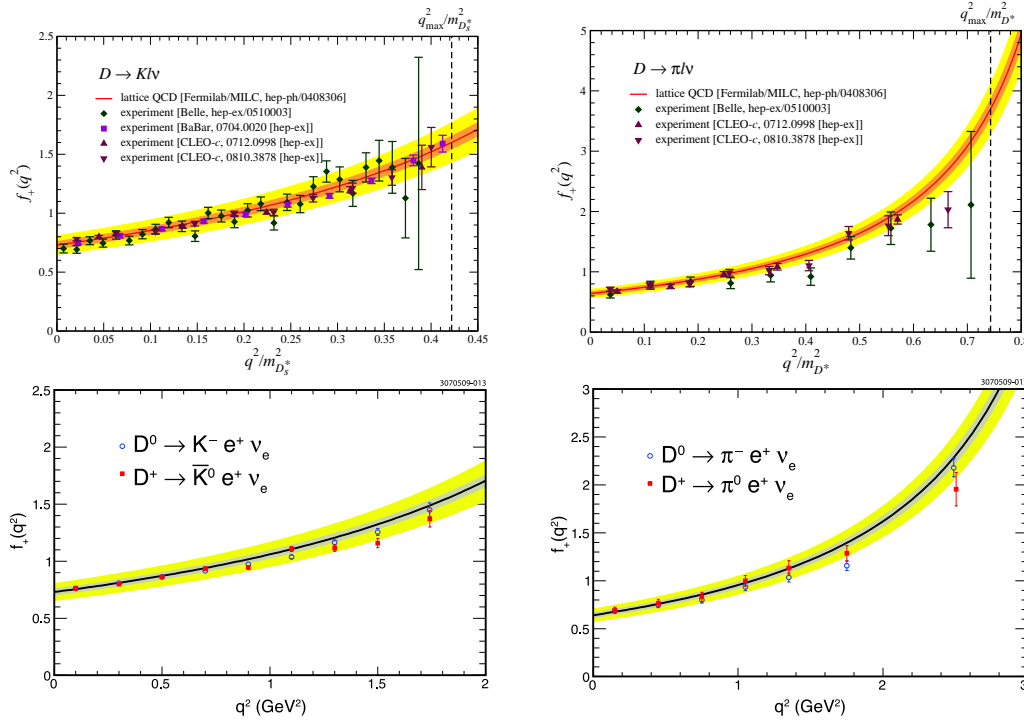 q²max/m²Ds*
D → Klν
lattice QCD [Fermilab/MILC, hep-ph/0408306]
experiment [Belle, hep-ex/0510003]
experiment [BaBar, 0704.0020 [hep-ex]]
experiment [CLEO-c, 0712.0998 [hep-ex]]
experiment [CLEO-c, 0810.3878 [hep-ex]]
f+(q²)
2.5
2
1.5
1
0.5
0
0 0.05 0.1 0.15 0.2 0.25 0.3 0.35 0.4 0.45
q²/m²Ds*
q²max/m²D*
D → πlν
lattice QCD [Fermilab/MILC, hep-ph/0408306]
experiment [Belle, hep-ex/0510003]
experiment [CLEO-c, 0712.0998 [hep-ex]]
experiment [CLEO-c, 0810.3878 [hep-ex]]
f+(q²)
5
4
3
2
1
0
0 0.1 0.2 0.3 0.4 0.5 0.6 0.7 0.8
q²/m²D*
3070509-013
D⁰ → K⁻ e⁺ νe
D⁺ → K̅⁰ e⁺ νe
f+(q²)
2.5
2
1.5
1
0.5
0
0 0.5 1 1.5 2
q² (GeV²)
3070509-01
D⁰ → π⁻ e⁺ νe
D⁺ → π⁰ e⁺ νe
f+(q²)
3
2.5
2
1.5
1
0.5
0
0 1 2 3
q² (GeV²)